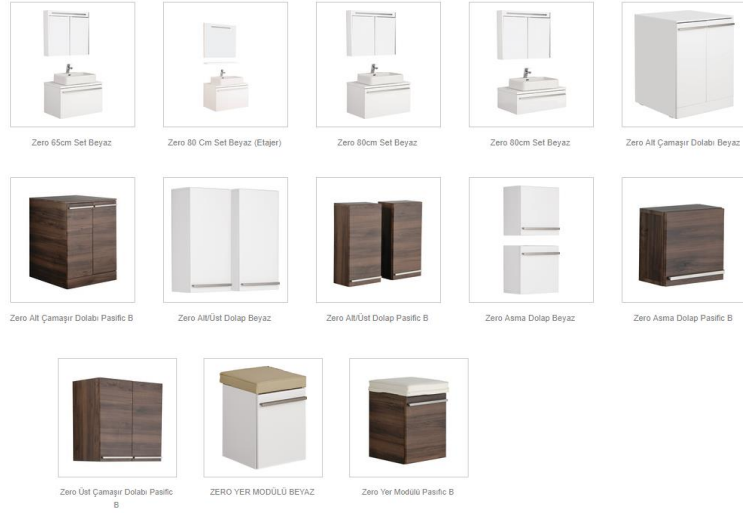 Zero 65cm Set Beyaz
Zero 80 Cm Set Beyaz (Etajer)
Zero 80cm Set Beyaz
Zero 80cm Set Beyaz
Zero Alt Çamaşır Dolabı Beyaz
Zero Alt Çamaşır Dolabı Pasific B
Zero Alt/Üst Dolap Beyaz
Zero Alt/Üst Dolap Pasific B
Zero Asma Dolap Beyaz
Zero Asma Dolap Pasific B
Zero Üst Çamaşır Dolabı Pasific
B
ZERO YER MODÜLÜ BEYAZ
Zero Yer Modülü Pasific B